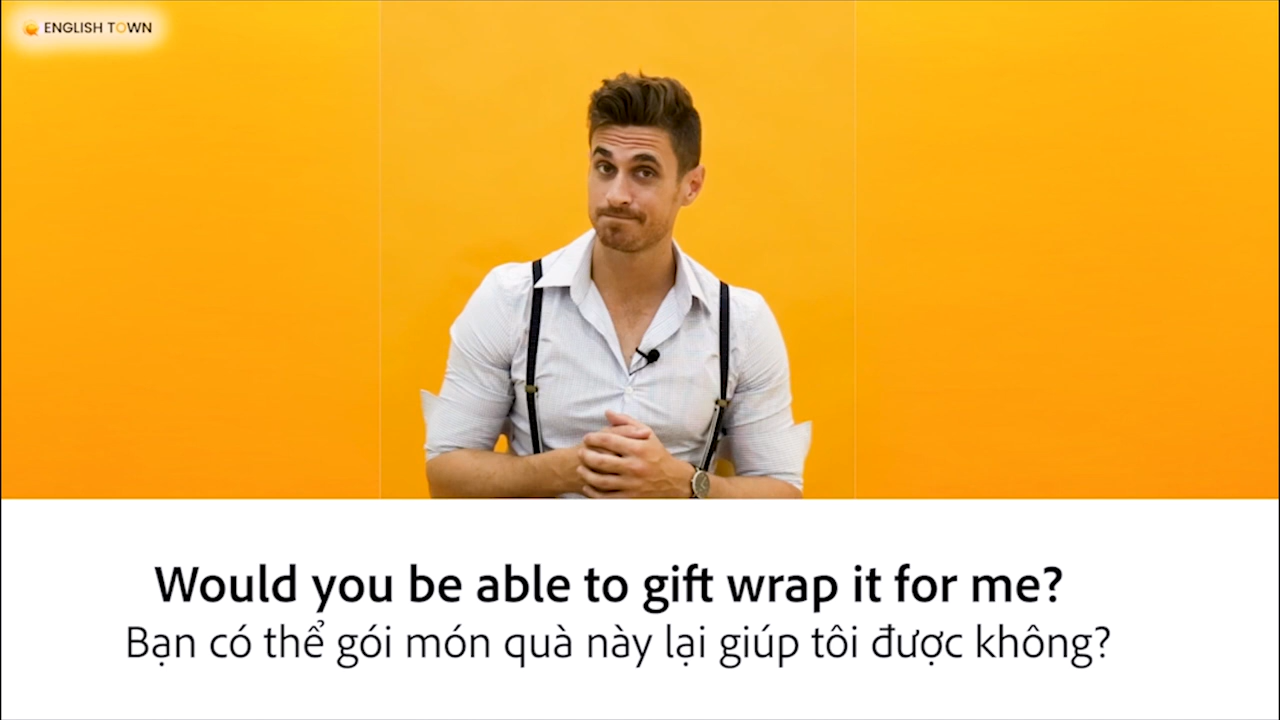 ENGLISH TOWN
Would you be able to gift wrap it for me?
Bạn có thể gói món quà này lại giúp tôi được không?